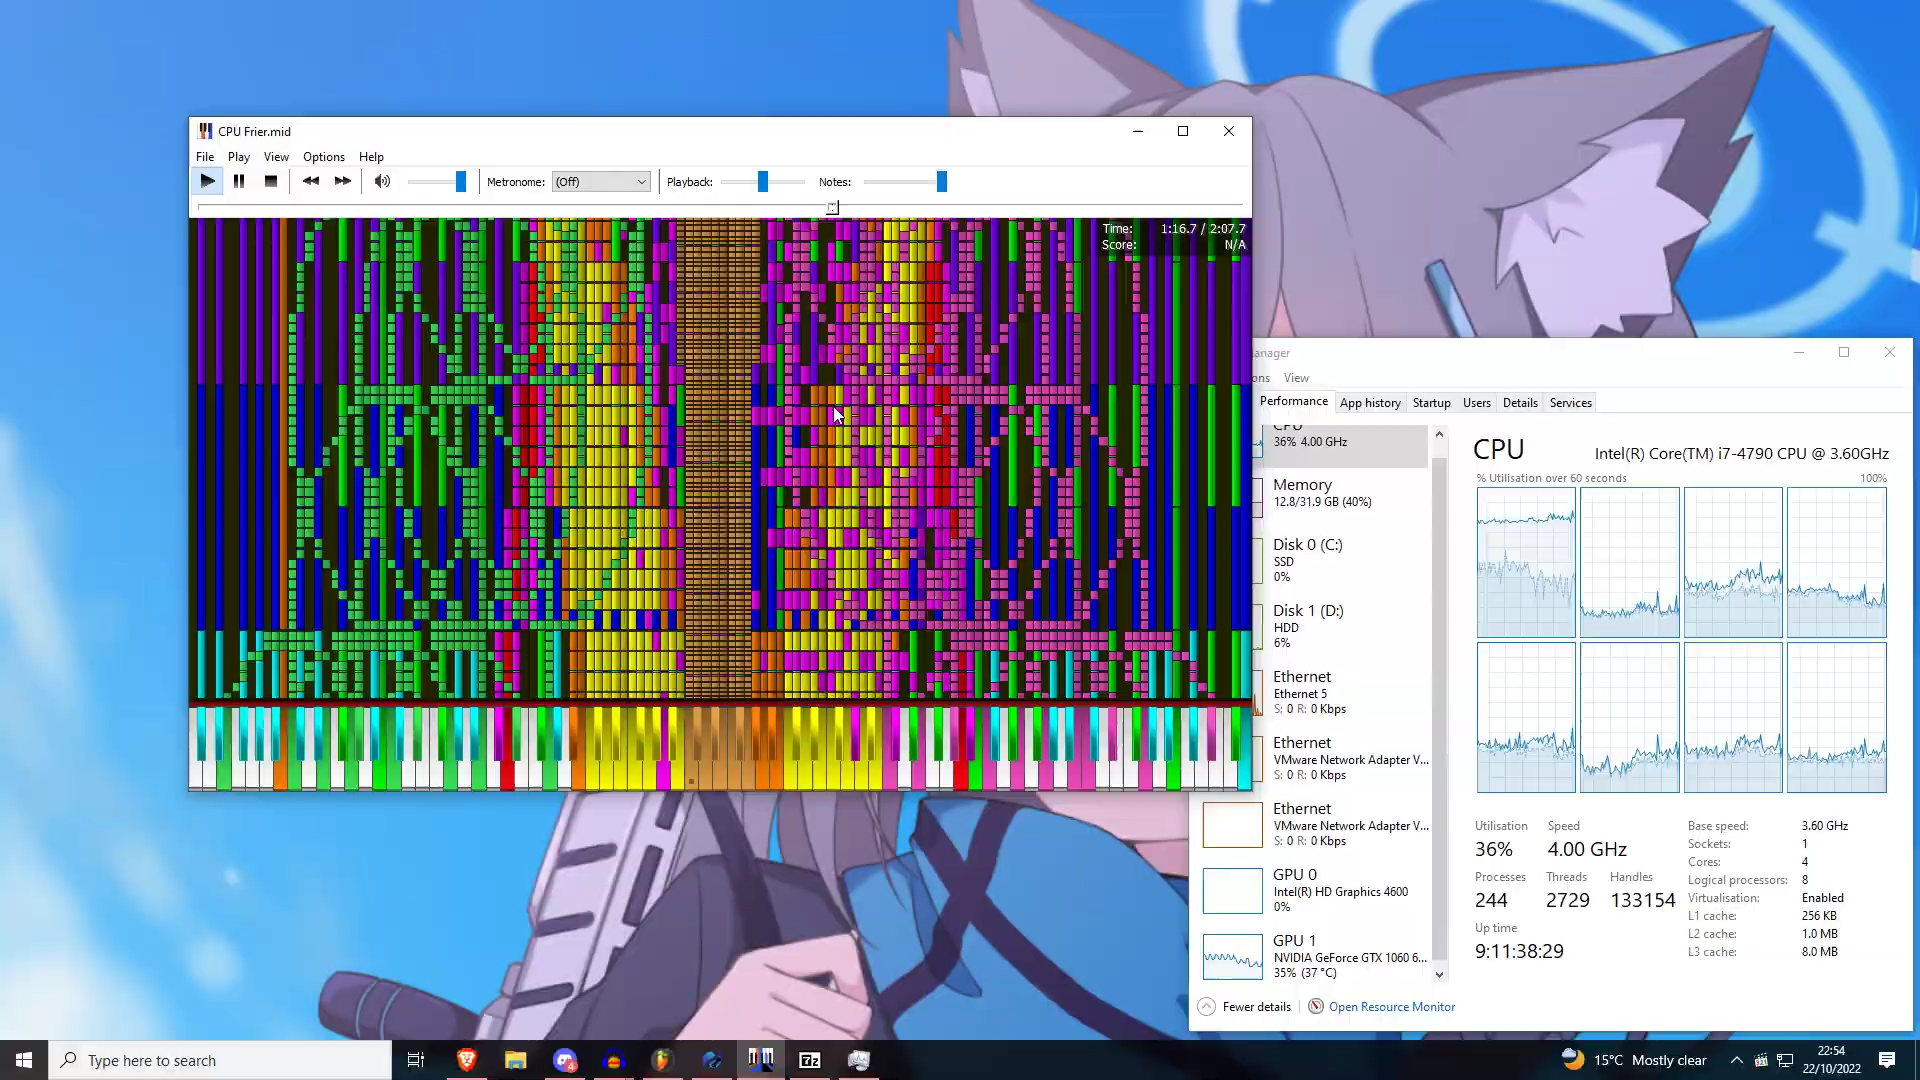 CPU Frier.mid
File Play View Options Help
Metronome: (Off) Playback: Notes:
Time: 1:16.7 / 2:07.7
Score: N/A
anager
ons View
Performance App history Startup Users Details Services
CPU
36% 4.00 GHz
Memory
12.8/31.9 GB (40%)
Disk 0 (C:)
SSD
0%
Disk 1 (D:)
HDD
6%
Ethernet
Ethernet 5
S: 0 R: 0 Kbps
Ethernet
VMware Network Adapter V...
S: 0 R: 0 Kbps
Ethernet
VMware Network Adapter V...
S: 0 R: 0 Kbps
GPU 0
Intel(R) HD Graphics 4600
0%
GPU 1
NVIDIA GeForce GTX 1060 6...
35% (37 °C)
CPU Intel(R) Core(TM) i7-4790 CPU @ 3.60GHz
% Utilisation over 60 seconds 100%
Utilisation Speed
36% 4.00 GHz
Processes Threads Handles
244 2729 133154
Up time
9:11:38:29
Base speed: 3.60 GHz
Sockets: 1
Cores: 4
Logical processors: 8
Virtualisation: Enabled
L1 cache: 256 KB
L2 cache: 1.0 MB
L3 cache: 8.0 MB
Fewer details Open Resource Monitor
Type here to search
4
7z
15°C Mostly clear
22:54
22/10/2022